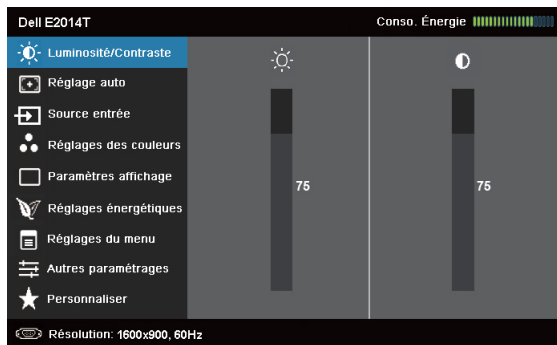 Dell E2014T
Conso. Énergie
Luminosité/Contraste
Réglage auto
Source entrée
Réglages des couleurs
Paramètres affichage
Réglages énergétiques
Réglages du menu
Autres paramétrages
Personnaliser
75
75
Résolution: 1600x900, 60Hz